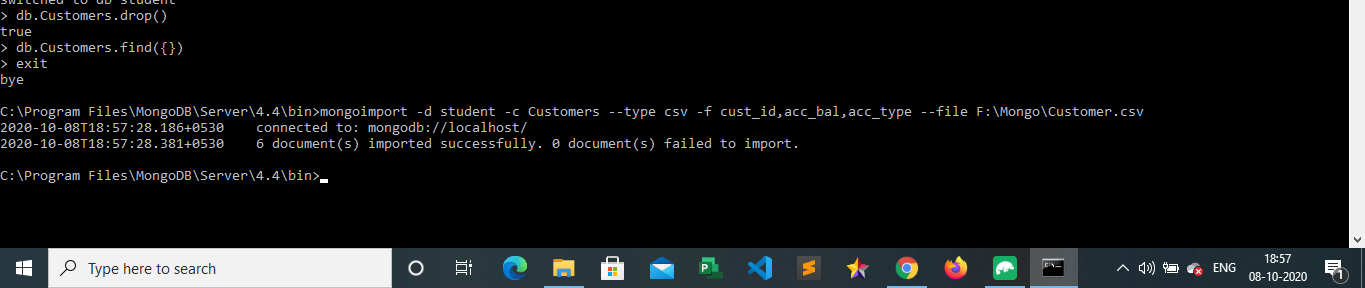 switched to db student
> db.Customers.drop()
true
> db.Customers.find({})
> exit
bye
C:\Program Files\MongoDB\Server\4.4\bin>mongoimport -d student -c Customers --type csv -f cust_id,acc_bal,acc_type --file F:\Mongo\Customer.csv
2020-10-08T18:57:28.186+0530    connected to: mongodb://localhost/
2020-10-08T18:57:28.381+0530    6 document(s) imported successfully. 0 document(s) failed to import.
C:\Program Files\MongoDB\Server\4.4\bin>
Type here to search
ENG
18:57
08-10-2020
1